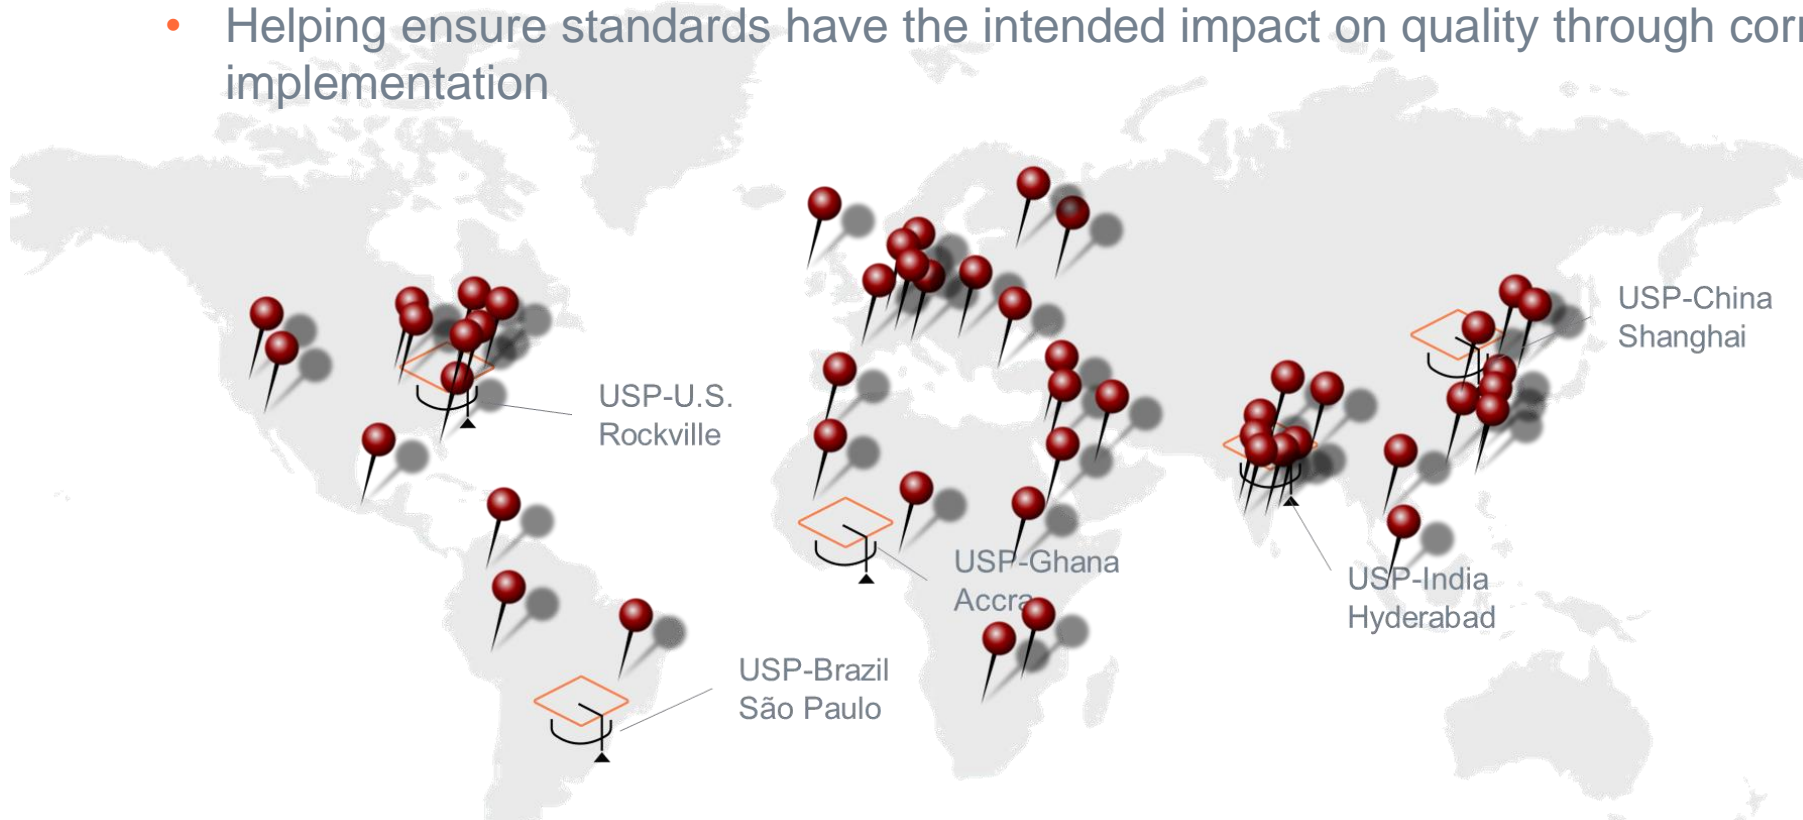 • Helping ensure standards have the intended impact on quality through
implementation
USP-China
Shanghai
USP-U.S.
Rockville
USP-Ghana
Accra
USP-India
Hyderabad
USP-Brazil
São Paulo